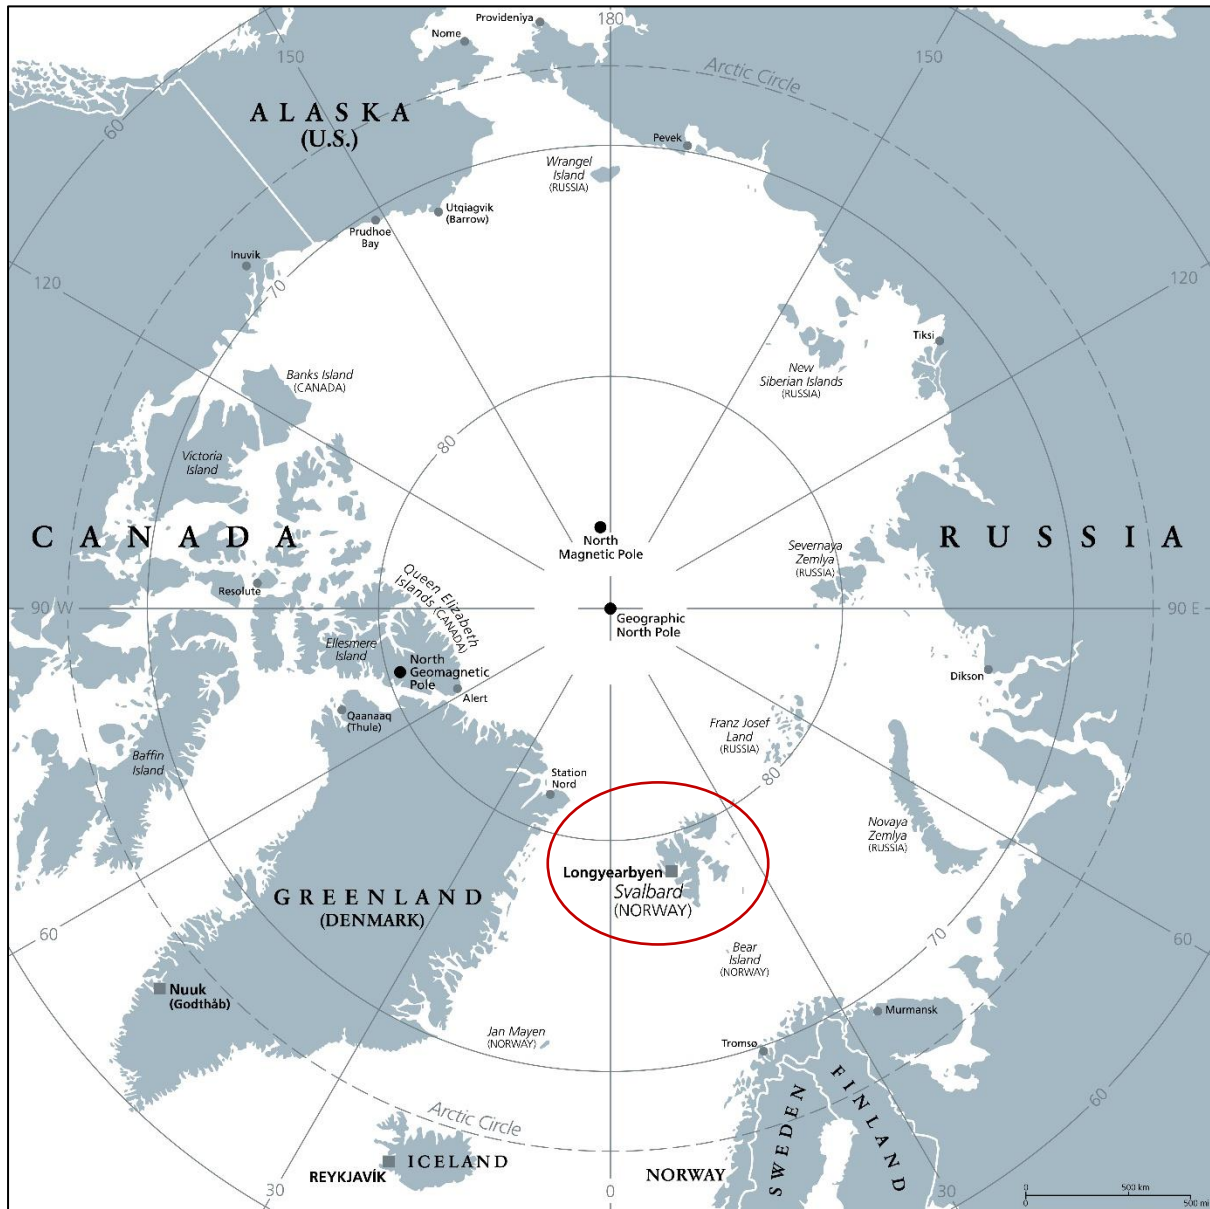 Provideniya
180
Nome
150
150
Arctic Circle
60
ALASKA
(U.S.)
Pevek
Wrangel
Island
(RUSSIA)
Utqiagvik
(Barrow)
Prudhoe
Bay
Inuvik
120
70
120
Tiksi
Banks Island
(CANADA)
New
Siberian Islands
(RUSSIA)
80
Victoria
Island
CANADA
North
Magnetic Pole
Severnaya
Zemlya
(RUSSIA)
RUSSIA
Resolute
Queen Elizabeth
Islands (CANADA)
90 W
Geographic
North Pole
90 E
Ellesmere
Island
North
Geomagnetic
Pole
Alert
Dikson
Qaanaaq
(Thule)
Franz Josef
Land
(RUSSIA)
Baffin
Island
Station
Nord
80
Novaya
Zemlya
(RUSSIA)
Longyearbyen
Svalbard
(NORWAY)
GREENLAND
(DENMARK)
60
70
60
Bear
Island
(NORWAY)
Nuuk
(Godthåb)
Murmansk
Jan Mayen
(NORWAY)
Tromsø
Arctic Circle
60
SWEDEN
FINLAND
ICELAND
REYKJAVÍK
NORWAY
30
0
30
0
500 km
0
500 mi